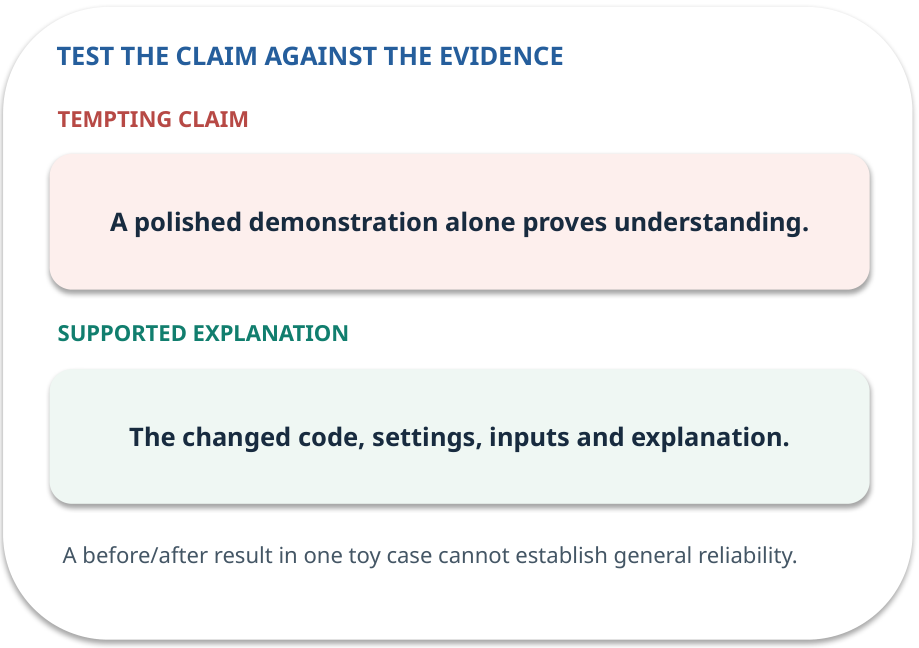 TEST THE CLAIM AGAINST THE EVIDENCE
TEMPTING CLAIM
A polished demonstration alone proves understanding.
SUPPORTED EXPLANATION
The changed code, settings, inputs and explanation.
A before/after result in one toy case cannot establish general reliability.